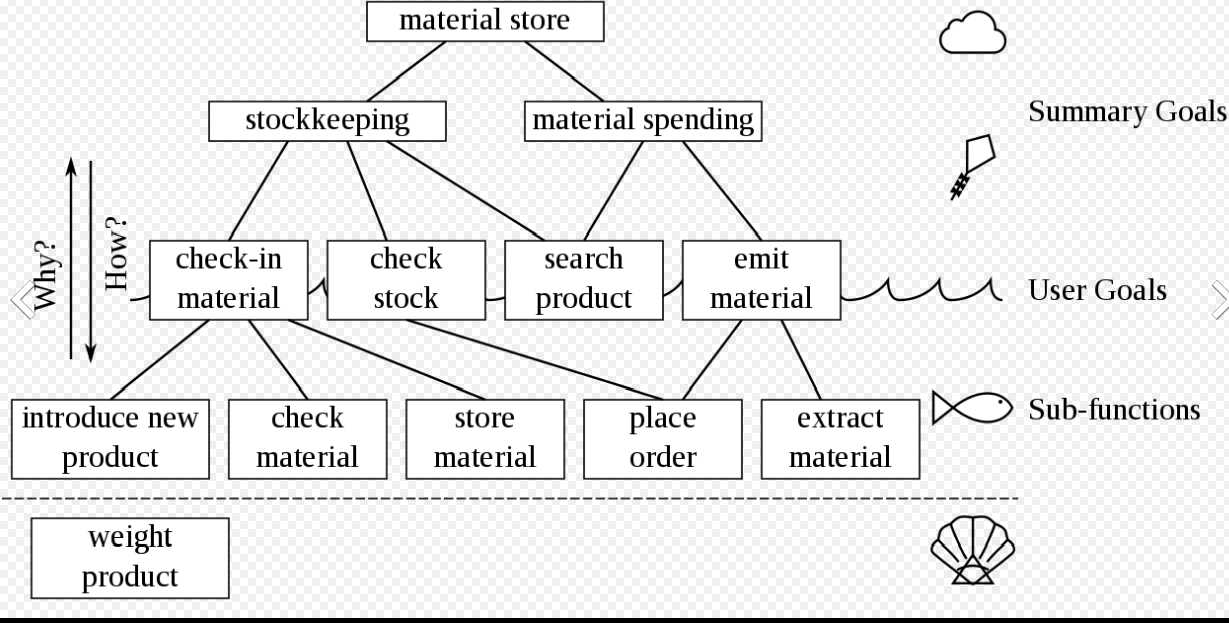 material store
stockkeeping
material spending
Summary Goals
Why?
How?
check-in
material
check
stock
search
product
emit
material
User Goals
introduce new
product
check
material
store
material
place
order
extract
material
Sub-functions
weight
product